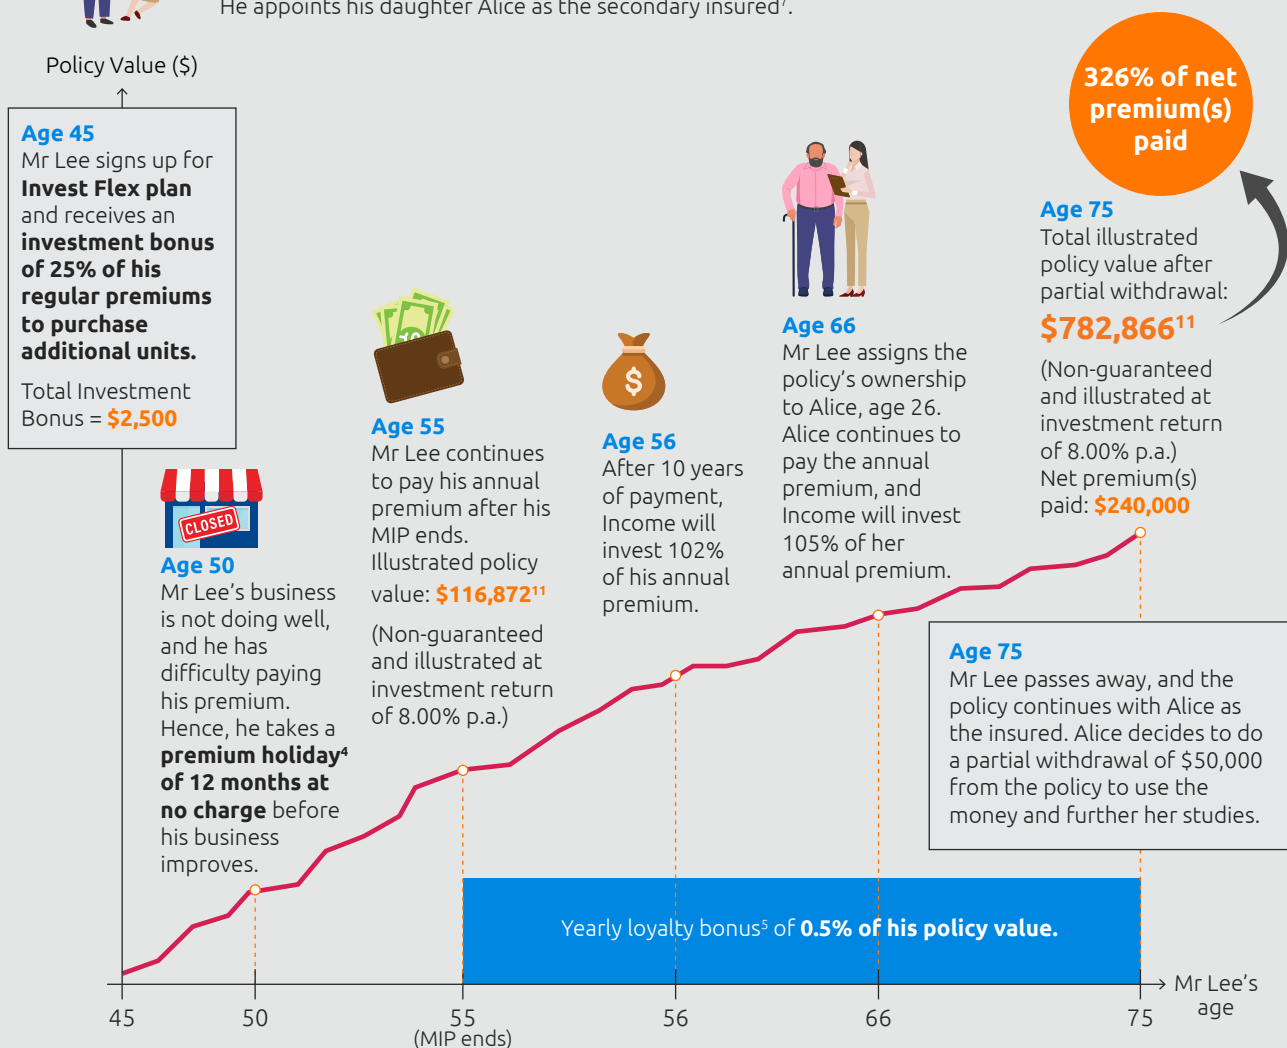 He appoints his daughter Alice as the secondary insured⁷.
Policy Value ($)
Age 45
Mr Lee signs up for
Invest Flex plan
and receives an
investment bonus
of 25% of his
regular premiums
to purchase
additional units.
Total Investment
Bonus = $2,500
CLOSED
Age 50
Mr Lee's business
is not doing well,
and he has
difficulty paying
his premium.
Hence, he takes a
premium holiday⁴
of 12 months at
no charge before
his business
improves.
Age 55
Mr Lee continues
to pay his annual
premium after his
MIP ends.
Illustrated policy
value: $116,872¹¹
(Non-guaranteed
and illustrated at
investment return
of 8.00% p.a.)
$
Age 56
After 10 years
of payment,
Income will
invest 102%
of his annual
premium.
Age 66
Mr Lee assigns the
policy's ownership
to Alice, age 26.
Alice continues to
pay the annual
premium, and
Income will invest
105% of her
annual premium.
326% of net
premium(s)
paid
Age 75
Total illustrated
policy value after
partial withdrawal:
$782,866¹¹
(Non-guaranteed
and illustrated at
investment return
of 8.00% p.a.)
Net premium(s)
paid: $240,000
Age 75
Mr Lee passes away, and the
policy continues with Alice as
the insured. Alice decides to do
a partial withdrawal of $50,000
from the policy to use the
money and further her studies.
Yearly loyalty bonus⁵ of 0.5% of his policy value.
Mr Lee's
age
45
50
55
(MIP ends)
56
66
75